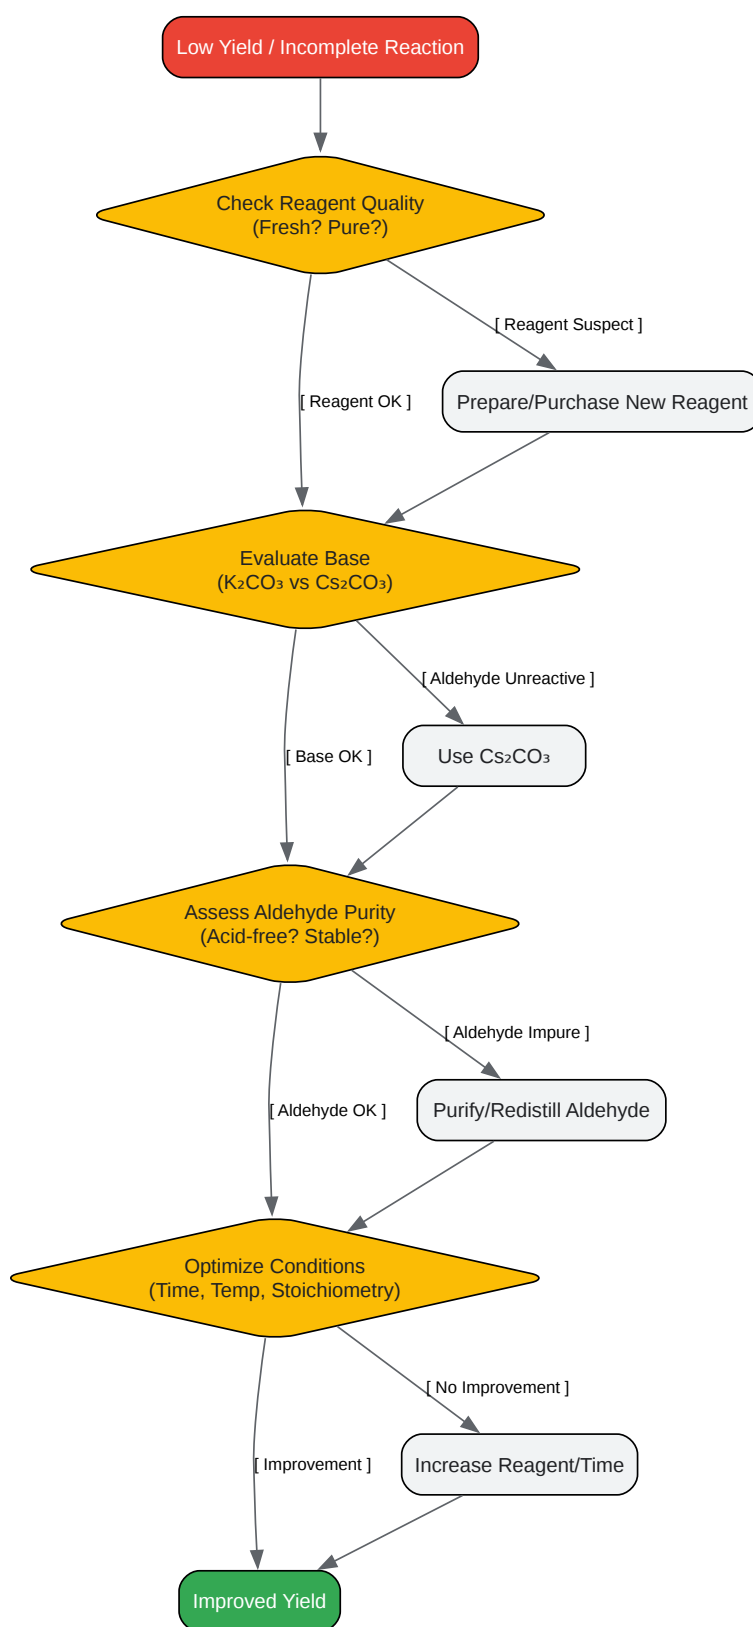 Low Yield / Incomplete Reaction
Check Reagent Quality
(Fresh? Pure?)
[ Reagent Suspect ]
[ Reagent OK ]
Prepare/Purchase New Reagent
Evaluate Base
(K₂CO₃ vs Cs₂CO₃)
[ Aldehyde Unreactive ]
[ Base OK ]
Use Cs₂CO₃
Assess Aldehyde Purity
(Acid-free? Stable?)
[ Aldehyde Impure ]
[ Aldehyde OK ]
Purify/Redistill Aldehyde
Optimize Conditions
(Time, Temp, Stoichiometry)
[ No Improvement ]
[ Improvement ]
Increase Reagent/Time
Improved Yield